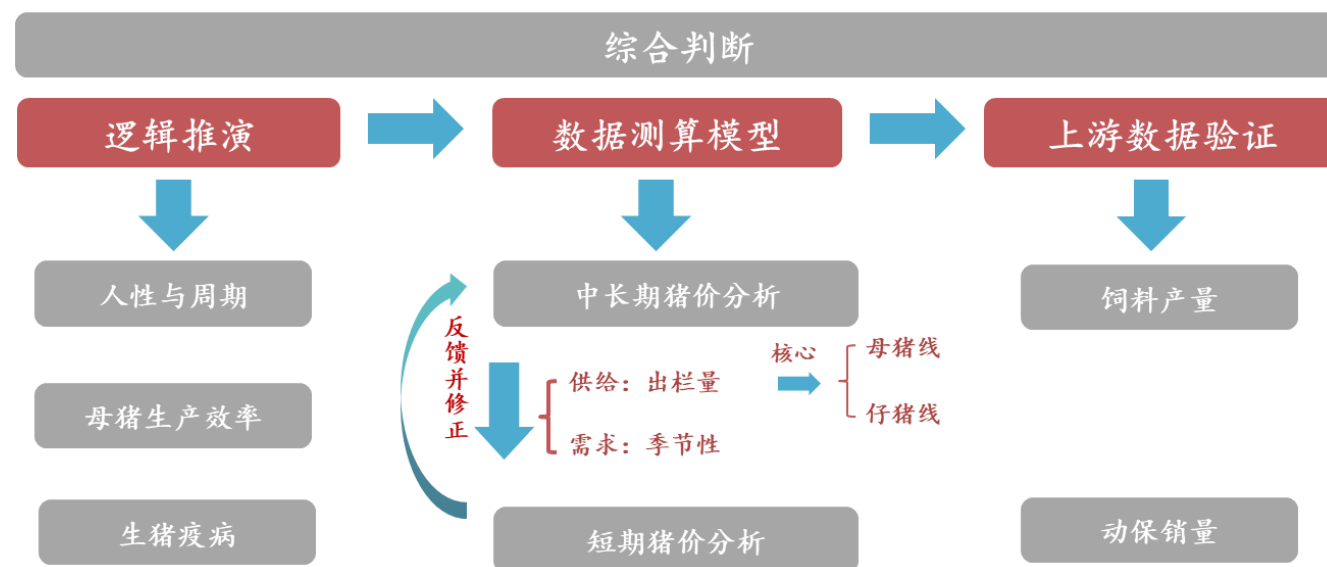 综合判断
逻辑推演
数据测算模型
上游数据验证
人性与周期
中长期猪价分析
饲料产量
反馈并修正
核心
母猪线
供给：出栏量
仔猪线
母猪生产效率
需求：季节性
生猪疫病
短期猪价分析
动保销量